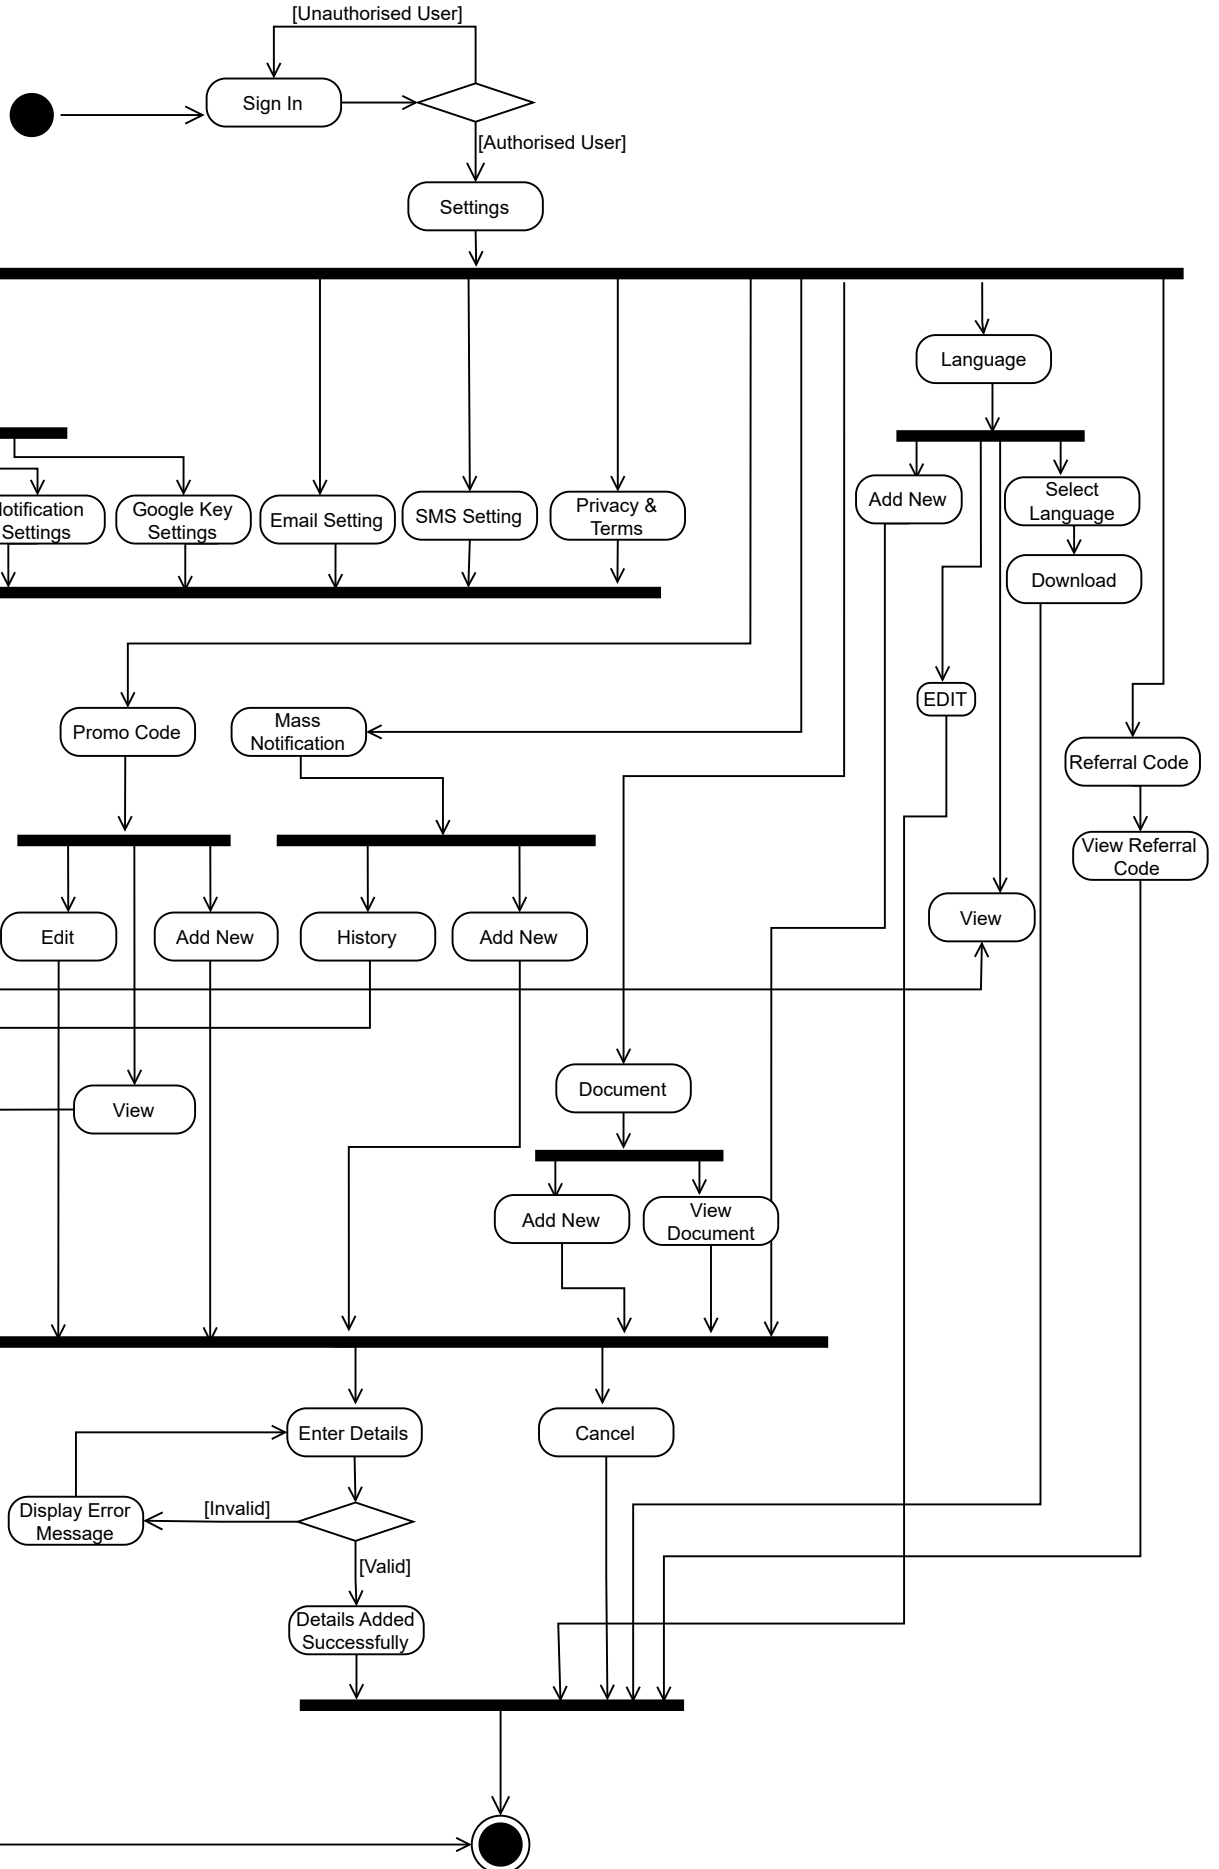 [Unauthorised User]
Sign In
[Authorised User]
Settings
Language
Add New
Select
Language
Google Key
Settings
Email Setting
SMS Setting
Privacy &
Terms
Settings
Download
EDIT
Promo Code
Mass
Notification
Referral Code
View Referral
Code
Edit
Add New
History
Add New
View
View
Document
Add New
View
Document
Enter Details
Cancel
Display Error
Message
[Invalid]
[Valid]
Details Added
Successfully